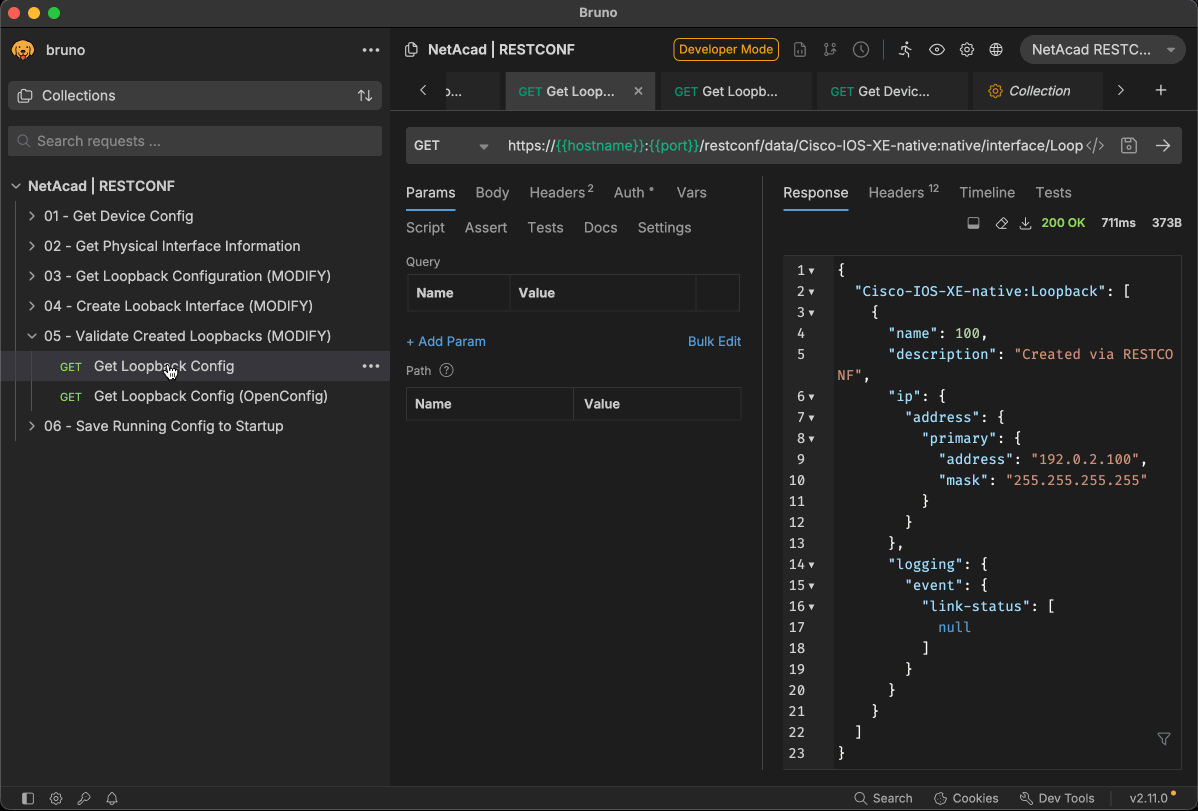 Bruno
bruno
NetAcad | RESTCONF
Developer Mode
NetAcad RESTC...
Collections
GET Get Loop...
GET Get Loopb...
GET Get Devic...
Collection
Search requests ...
GET
https://{{hostname}}:{{port}}/restconf/data/Cisco-IOS-XE-native:native/interface/Loop
NetAcad | RESTCONF
01 - Get Device Config
02 - Get Physical Interface Information
03 - Get Loopback Configuration (MODIFY)
04 - Create Looback Interface (MODIFY)
05 - Validate Created Loopbacks (MODIFY)
GET Get Loopback Config
GET Get Loopback Config (OpenConfig)
06 - Save Running Config to Startup
Params Body Headers 2 Auth Vars
Script Assert Tests Docs Settings
Query
Name Value
+ Add Param Bulk Edit
Path ?
Name Value
Response Headers 12 Timeline Tests
200 OK 711ms 373B
1 {
2 "Cisco-IOS-XE-native:Loopback": [
3 {
4 "name": 100,
5 "description": "Created via RESTCO
NF",
6 "ip": {
7 "address": {
8 "primary": {
9 "address": "192.0.2.100",
10 "mask": "255.255.255.255"
11 }
12 }
13 },
14 "logging": {
15 "event": {
16 "link-status": [
17 null
18 ]
19 }
20 }
21 }
22 ]
23 }
Search Cookies Dev Tools v2.11.0